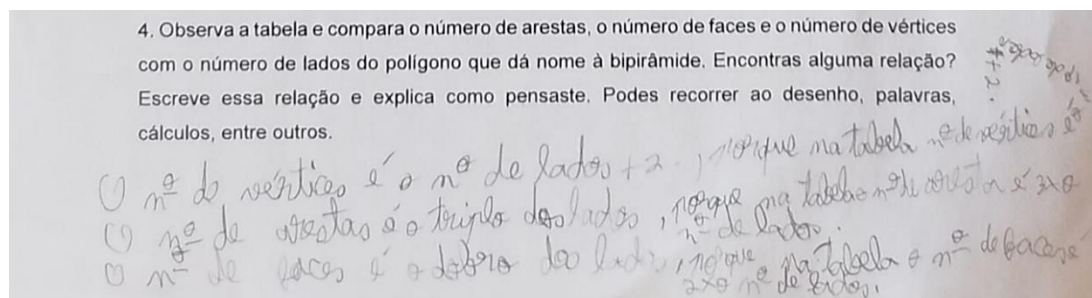 4. Observa a tabela e compara o número de arestas, o número de faces e o número de vértices
com o número de lados do polígono que dá nome à bipirâmide. Encontras alguma relação?
Escreve essa relação e explica como pensaste. Podes recorrer ao desenho, palavras,
cálculos, entre outros.
O nº de vértices é o nº de lados + 2, porque na tabela nº de vértices é
+ 2.
O nº de arestas é o triplo dos lados, porque na tabela o nº de aresta é 3x o
nº de lados.
O nº de faces é o dobro dos lados, porque na tabela o nº de faces é
2x o nº de lados.